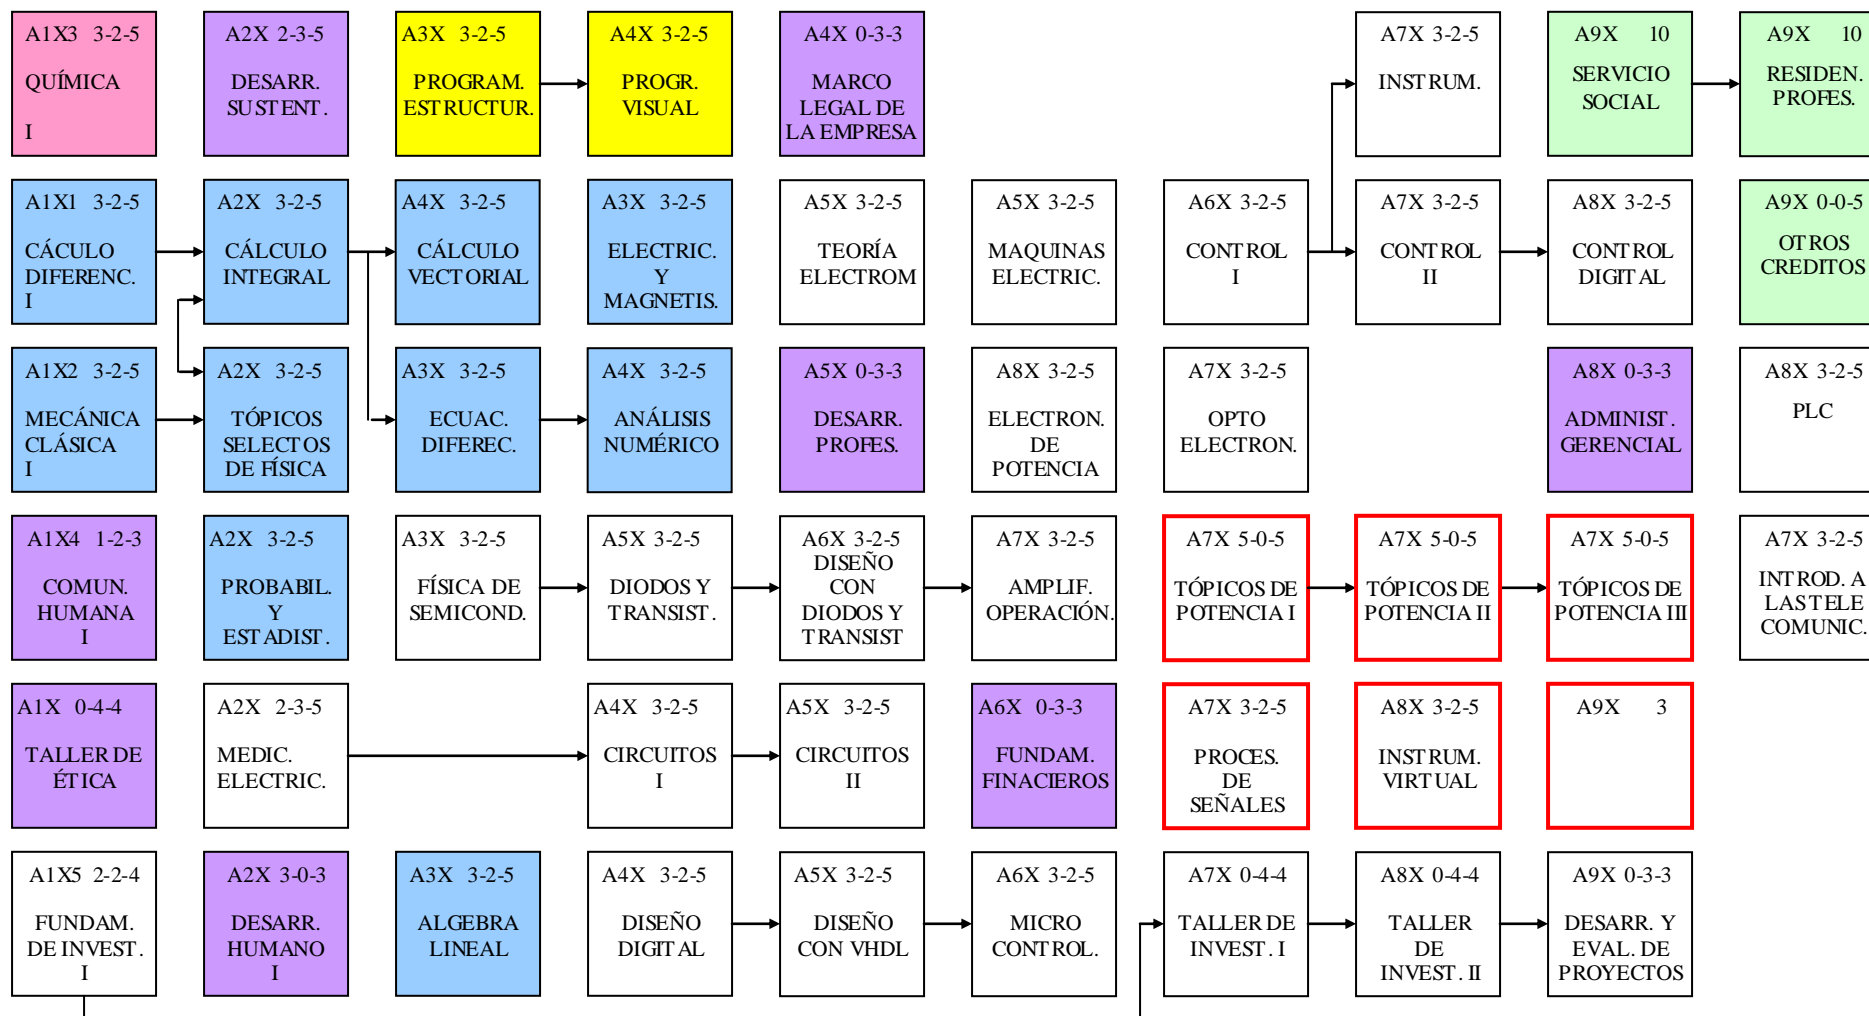 A1X3 3-2-5
QUÍMICA
I
A2X 2-3-5
DESARR.
SUSTENT.
A3X 3-2-5
PROGRAM.
ESTRUCTUR.
A4X 3-2-5
PROGR.
VISUAL
A4X 0-3-3
MARCO
LEGAL DE
LA EMPRESA
A7X 3-2-5
INSTRUM.
A9X 10
SERVICIO
SOCIAL
A9X 10
RESIDEN.
PROFES.
A1X1 3-2-5
CÁCULO
DIFERENC.
I
A2X 3-2-5
CÁLCULO
INTEGRAL
A4X 3-2-5
CÁLCULO
VECTORIAL
A3X 3-2-5
ELECTRIC.
Y
MAGNETIS.
A5X 3-2-5
TEORÍA
ELECTROM
A5X 3-2-5
MAQUINAS
ELECTRIC.
A6X 3-2-5
CONTROL
I
A7X 3-2-5
CONTROL
II
A8X 3-2-5
CONTROL
DIGITAL
A9X 0-0-5
OTROS
CREDITOS
A1X2 3-2-5
MECÁNICA
CLÁSICA
I
A2X 3-2-5
TÓPICOS
SELECTOS
DE FÍSICA
A3X 3-2-5
ECUAC.
DIFEREC.
A4X 3-2-5
ANÁLISIS
NUMÉRICO
A5X 0-3-3
DESARR.
PROFES.
A8X 3-2-5
ELECTRON.
DE
POTENCIA
A7X 3-2-5
OPTO
ELECTRON.
A8X 0-3-3
ADMINIST.
GERENCIAL
A8X 3-2-5
PLC
A1X4 1-2-3
COMUN.
HUMANA
I
A2X 3-2-5
PROBABIL.
Y
ESTADIST.
A3X 3-2-5
FÍSICA DE
SEMICOND.
A5X 3-2-5
DIODOS Y
TRANSIST.
A6X 3-2-5
DISEÑO
CON
DIODOS Y
TRANSIST
A7X 3-2-5
AMPLIF.
OPERACIÓN.
A7X 5-0-5
TÓPICOS DE
POTENCIA I
A7X 5-0-5
TÓPICOS DE
POTENCIA II
A7X 5-0-5
TÓPICOS DE
POTENCIA III
A7X 3-2-5
INTROD. A
LAS TELE
COMUNIC.
A1X 0-4-4
TALLER DE
ÉTICA
A2X 2-3-5
MEDIC.
ELECTRIC.
A4X 3-2-5
CIRCUITOS
I
A5X 3-2-5
CIRCUITOS
II
A6X 0-3-3
FUNDAM.
FINACIEROS
A7X 3-2-5
PROCES.
DE
SEÑALES
A8X 3-2-5
INSTRUM.
VIRTUAL
A9X 3
A1X5 2-2-4
FUNDAM.
DE INVEST.
I
A2X 3-0-3
DESARR.
HUMANO
I
A3X 3-2-5
ALGEBRA
LINEAL
A4X 3-2-5
DISEÑO
DIGITAL
A5X 3-2-5
DISEÑO
CON VHDL
A6X 3-2-5
MICRO
CONTROL.
A7X 0-4-4
TALLER DE
INVEST. I
A8X 0-4-4
TALLER
DE
INVEST. II
A9X 0-3-3
DESARR. Y
EVAL. DE
PROYECTOS